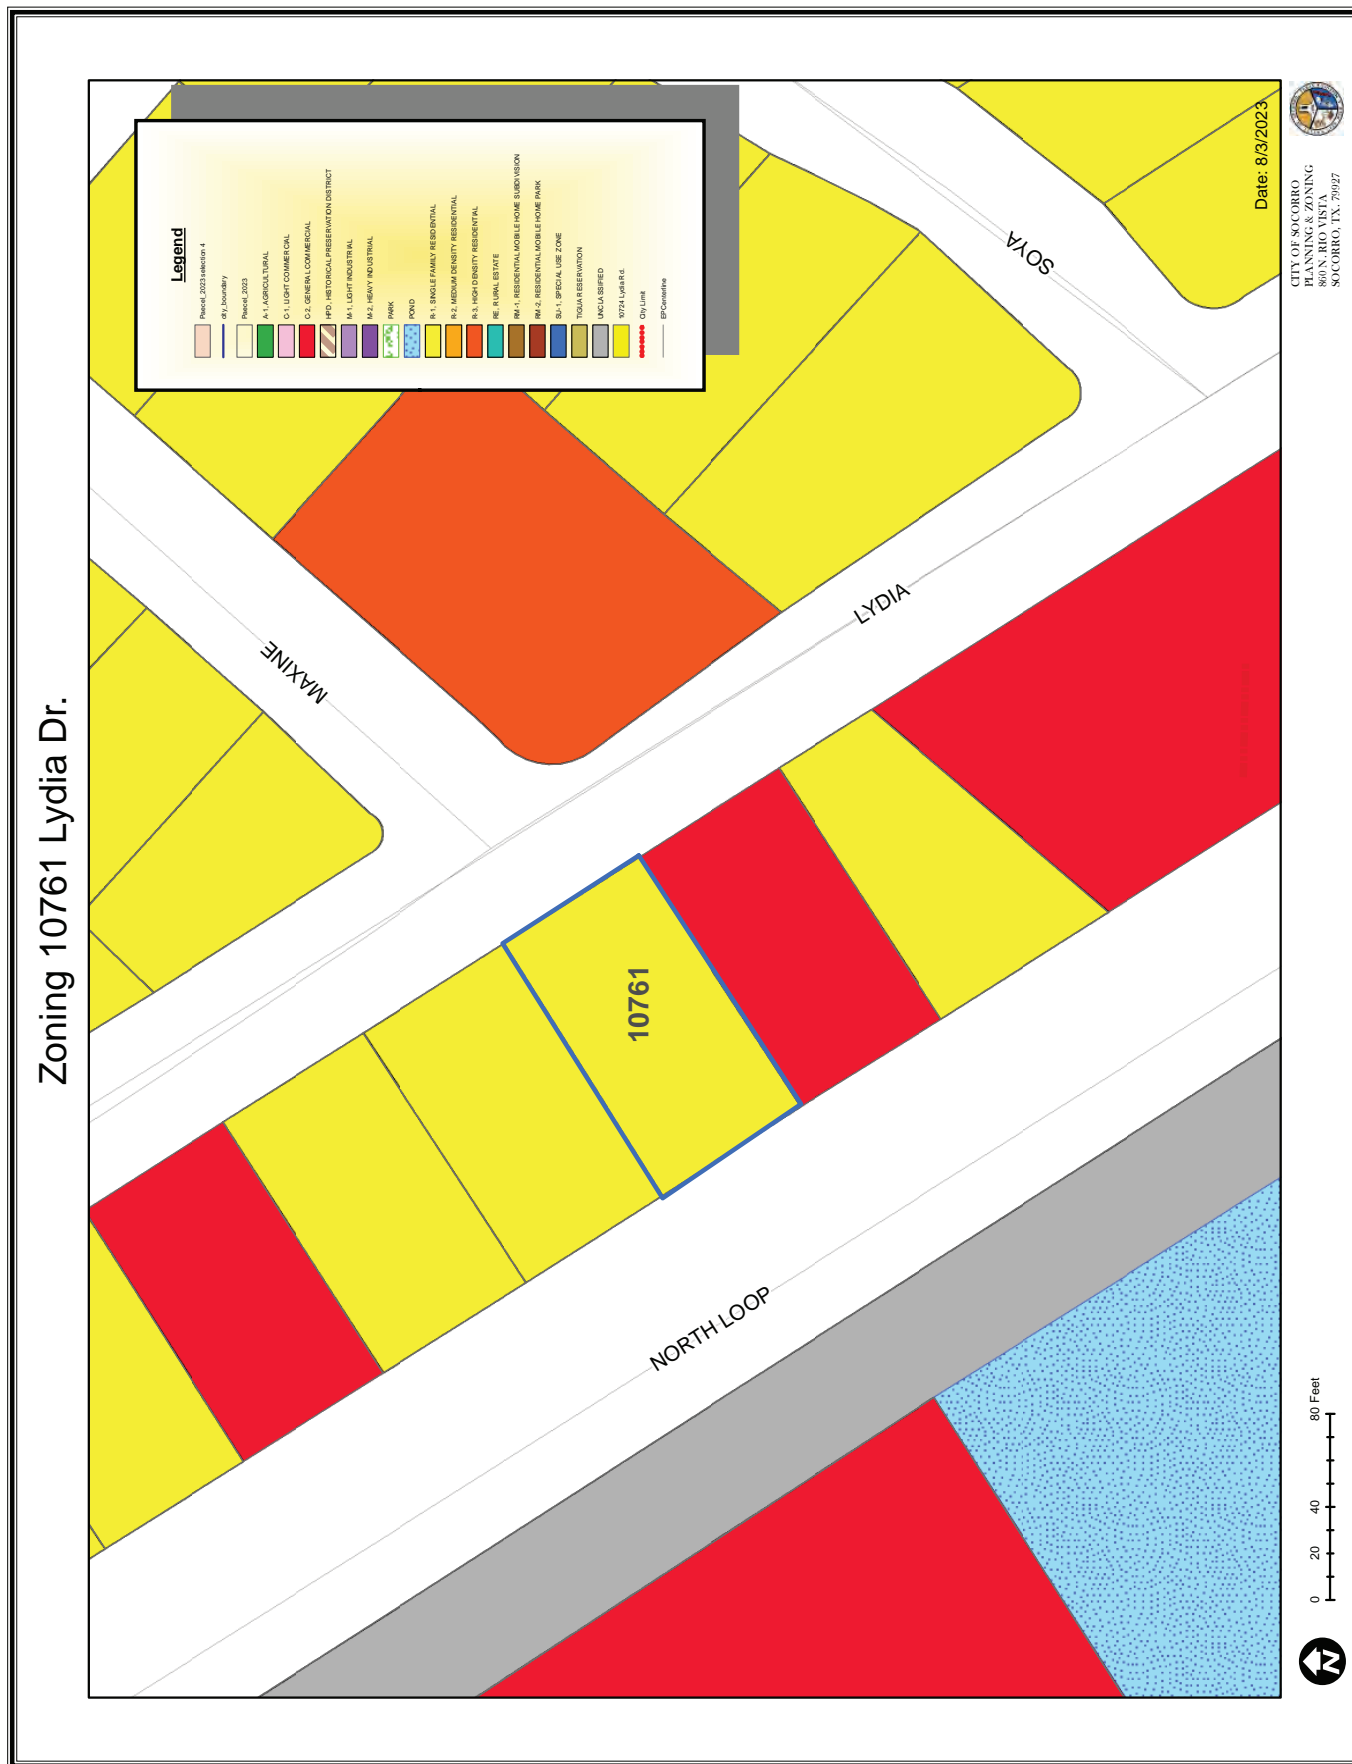 Zoning 10761 Lydia Dr.
Legend
Paecel_2023 selection 4
city_boundary
Paecel_2023
A-1, AGRICULTURAL
C-1, LIGHT COMMERCIAL
C-2, GENERAL COMMERCIAL
HPD, HISTORICAL PRESERVATION DISTRICT
M-1, LIGHT INDUSTRIAL
M-2, HEAVY INDUSTRIAL
PARK
POND
R-1, SINGLE FAMILY RESIDENTIAL
R-2, MEDIUM DENSITY RESIDENTIAL
R-3, HIGH DENSITY RESIDENTIAL
RE, RURAL ESTATE
RM-1, RESIDENTIAL MOBILE HOME SUBDIVISION
RM-2, RESIDENTIAL MOBILE HOME PARK
SU-1, SPECIAL USE ZONE
TIGUA RESERVATION
UNCLASSIFIED
10724 Lydia Rd.
City Limit
EPCenterline
MAXINE
SOYA
LYDIA
10761
NORTH LOOP
Date: 8/3/2023
N
0 20 40 80 Feet
CITY OF SOCORRO
PLANNING & ZONING
860 N. RIO VISTA
SOCORRO, TX. 79927